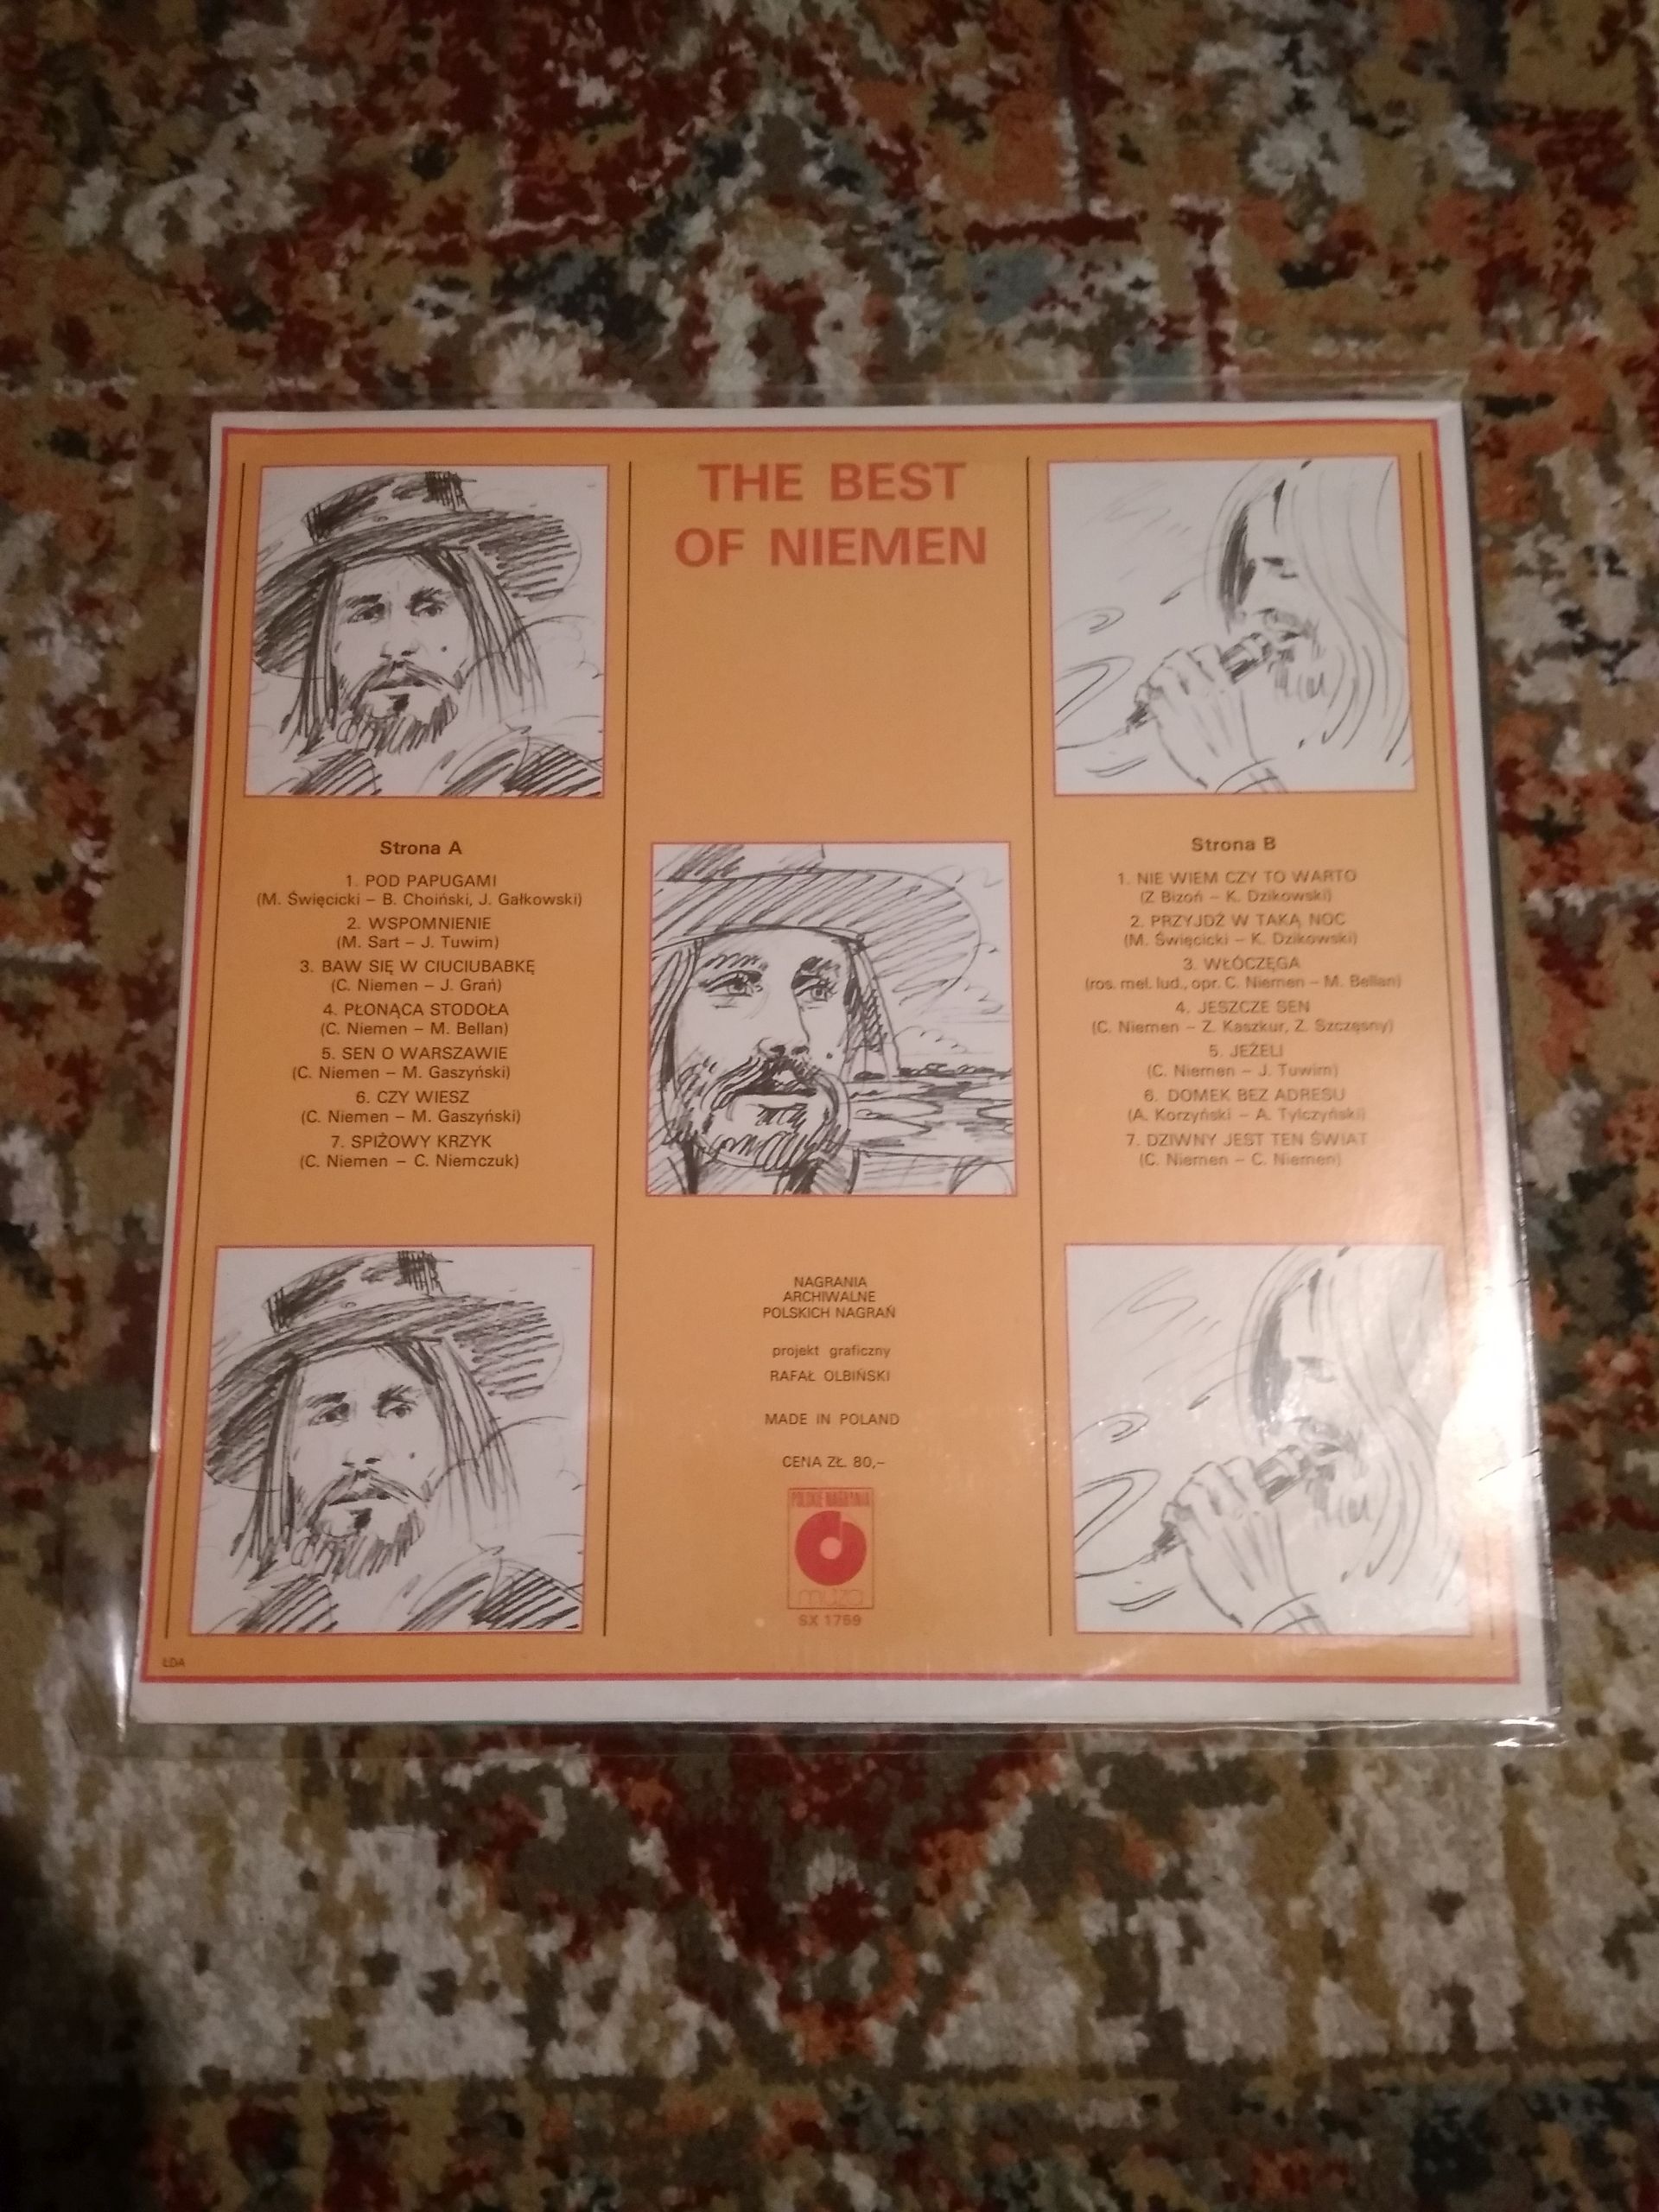 THE BEST
OF NIEMEN
Strona A
1. POD PAPUGAMI
(M. Święcicki – B. Choiński, J. Gałkowski)
2. WSPOMNIENIE
(M. Sart – J. Tuwim)
3. BAW SIĘ W CIUCIUBABKĘ
(C. Niemen – J. Grań)
4. PŁONĄCA STODOŁA
(C. Niemen – M. Bellan)
5. SEN O WARSZAWIE
(C. Niemen – M. Gaszyński)
6. CZY WIESZ
(C. Niemen – M. Gaszyński)
7. SPIŻOWY KRZYK
(C. Niemen – C. Niemczuk)
Strona B
1. NIE WIEM CZY TO WARTO
(Z Bizoń – K. Dzikowski)
2. PRZYJDŹ W TAKĄ NOC
(M. Święcicki – K. Dzikowski)
3. WŁÓCZĘGA
(ros. mel. lud., opr. C. Niemen – M. Bellan)
4. JESZCZE SEN
(C. Niemen – Z. Kaszkur, Z. Szczęsny)
5. JEŻELI
(C. Niemen – J. Tuwim)
6. DOMEK BEZ ADRESU
(A. Korzyński – A. Tylczyński)
7. DZIWNY JEST TEN ŚWIAT
(C. Niemen – C. Niemen)
NAGRANIA
ARCHIWALNE
POLSKICH NAGRAŃ
projekt graficzny
RAFAŁ OLBIŃSKI
MADE IN POLAND
CENA ZŁ. 80,–
POLSKIE NAGRANIA
muza
SX 1759
ŁDA